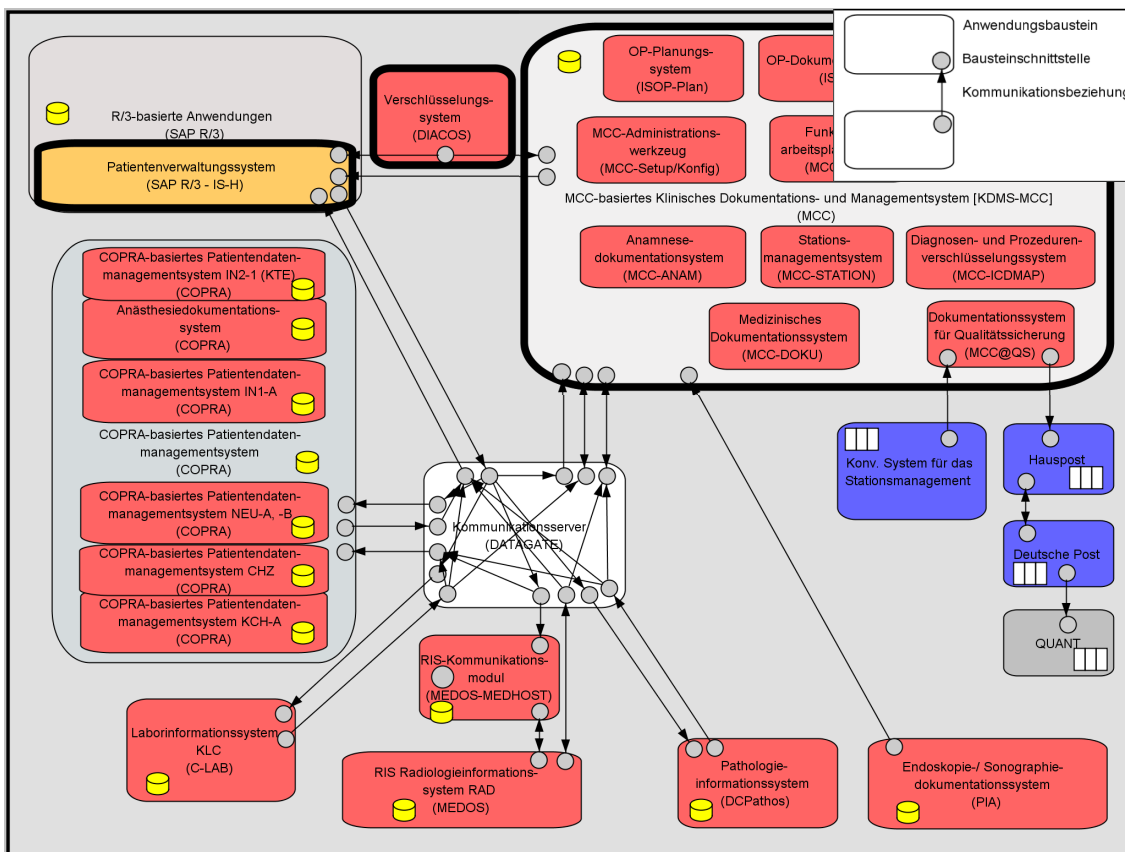 Anwendungsbaustein
Bausteinschnittstelle
Kommunikationsbeziehung
R/3-basierte Anwendungen
(SAP R/3)
Patientenverwaltungssystem
(SAP R/3 - IS-H)
Verschlüsselungs-
system
(DIACOS)
OP-Planungs-
system
(ISOP-Plan)
MCC-Administrations-
werkzeug
(MCC-Setup/Konfig)
MCC-basiertes Klinisches Dokumentations- und Managementsystem [KDMS-MCC]
(MCC)
Anamnese-
dokumentationsystem
(MCC-ANAM)
Stations-
managementsystem
(MCC-STATION)
Diagnosen- und Prozeduren-
verschlüsselungssystem
(MCC-ICDMAP)
Medizinisches
Dokumentationssystem
(MCC-DOKU)
Dokumentationssystem
für Qualitätssicherung
(MCC@QS)
COPRA-basiertes Patientendaten-
managementsystem IN2-1 (KTE)
(COPRA)
Anästhesiedokumentations-
system
(COPRA)
COPRA-basiertes Patientendaten-
managementsystem IN1-A
(COPRA)
COPRA-basiertes Patientendaten-
managementsystem
(COPRA)
COPRA-basiertes Patientendaten-
managementsystem NEU-A, -B
(COPRA)
COPRA-basiertes Patientendaten-
managementsystem CHZ
(COPRA)
COPRA-basiertes Patientendaten-
managementsystem KCH-A
(COPRA)
Kommunikationsserver
(DATAGATE)
Konv. System für das
Stationsmanagement
Hauspost
Deutsche Post
QUANT
RIS-Kommunikations-
modul
(MEDOS-MEDHOST)
Laborinformationssystem
KLC
(C-LAB)
RIS Radiologieinformations-
system RAD
(MEDOS)
Pathologie-
informationssystem
(DCPathos)
Endoskopie-/ Sonographie-
dokumentationssystem
(PIA)